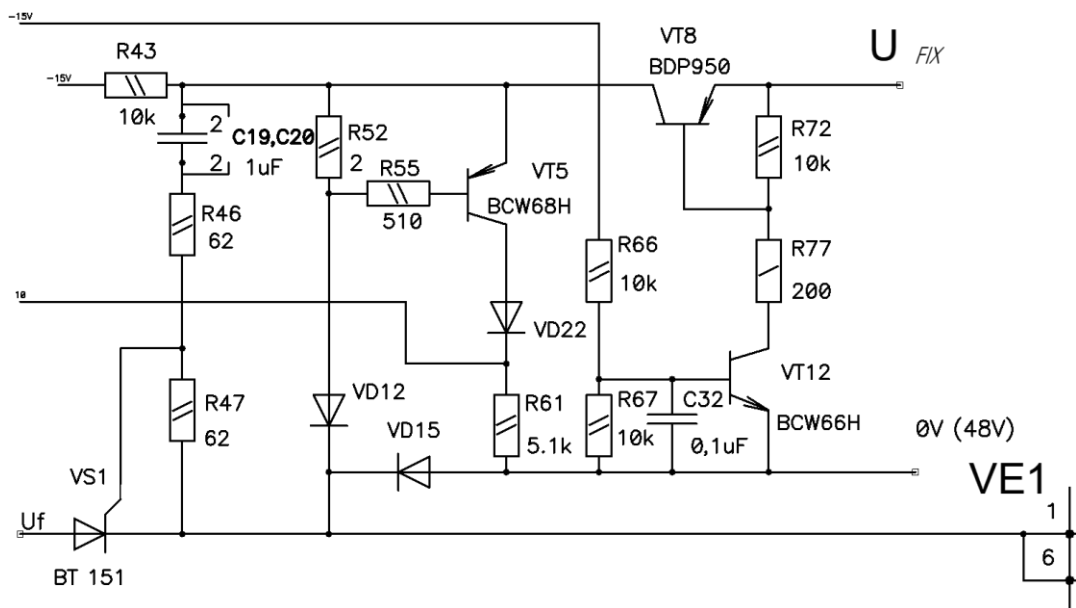 -15V
R43
-15V
10k
VT8
BDP950
U FIX
2
C19,C20
2
1uF
R52
2
R55
510
VT5
BCW68H
R72
10k
R46
62
R66
10k
R77
200
10
VD22
VT12
BCW66H
R47
62
VD12
VD15
R61
5.1k
R67
10k
C32
0,1uF
0V (48V)
VE1
VS1
Uf
BT 151
1
6